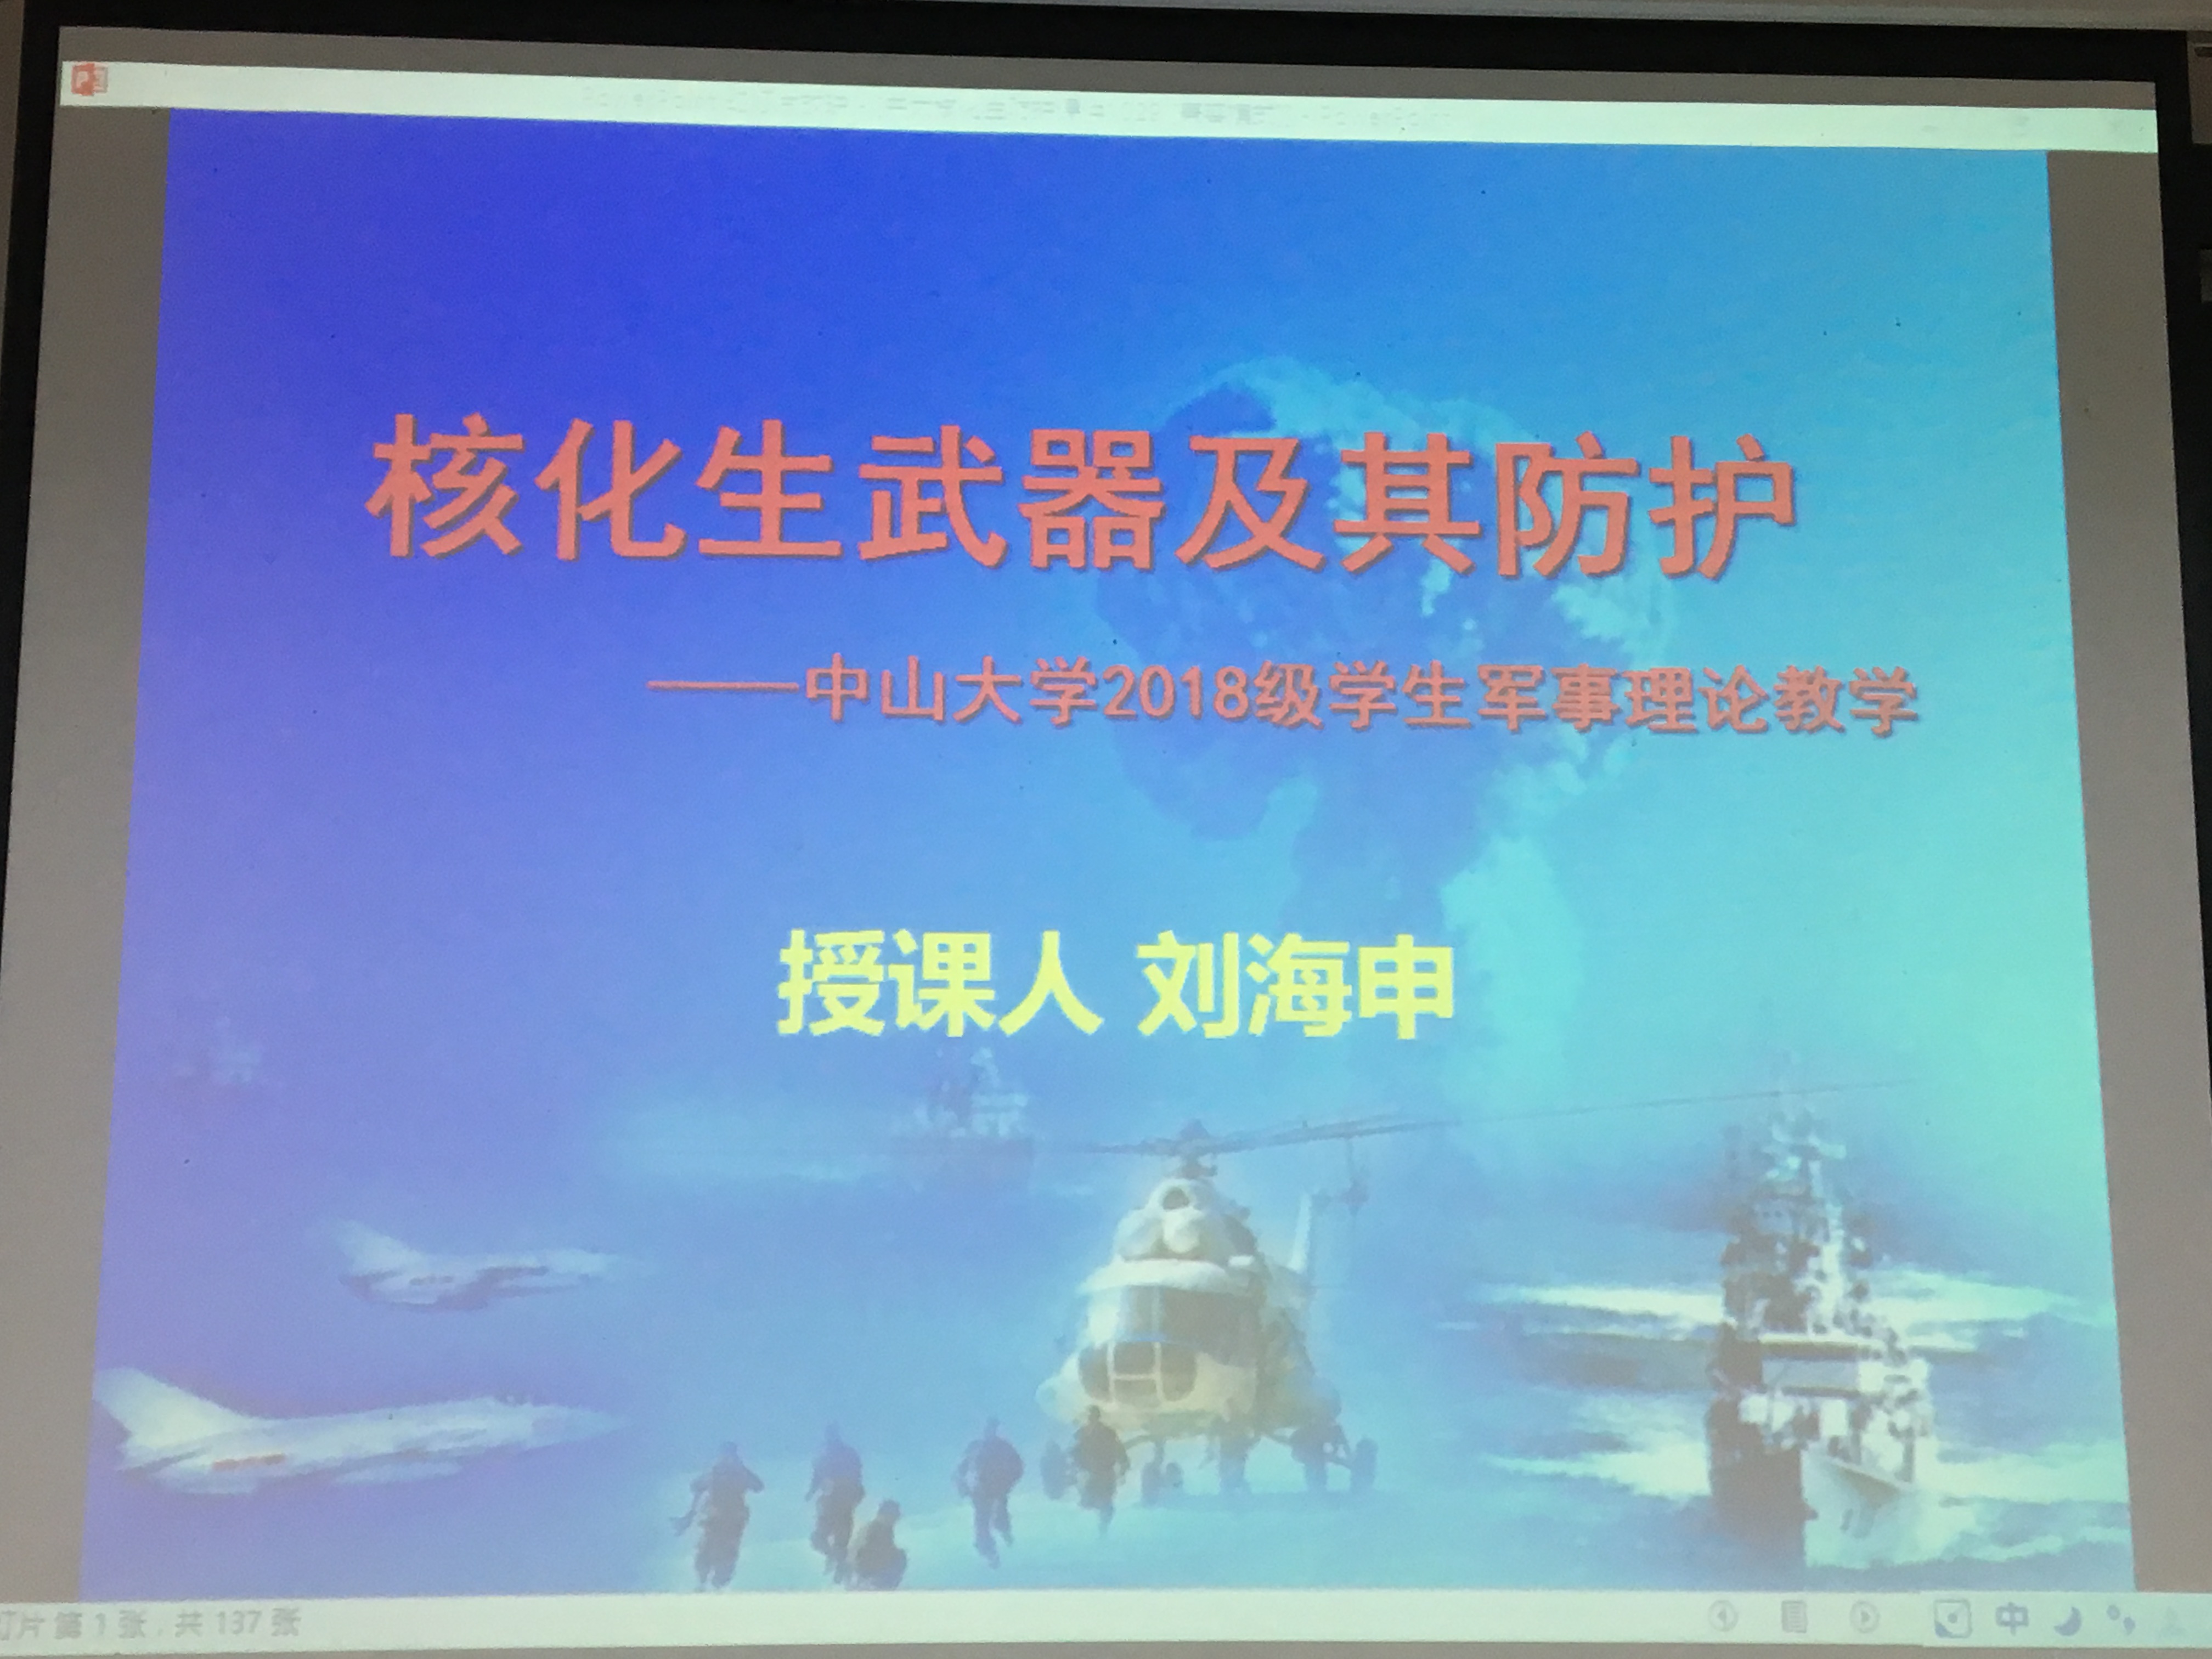 核化生武器及其防护
——中山大学2018级学生军事理论教学
授课人 刘海申
灯片 第 1 张，共 137 张
中